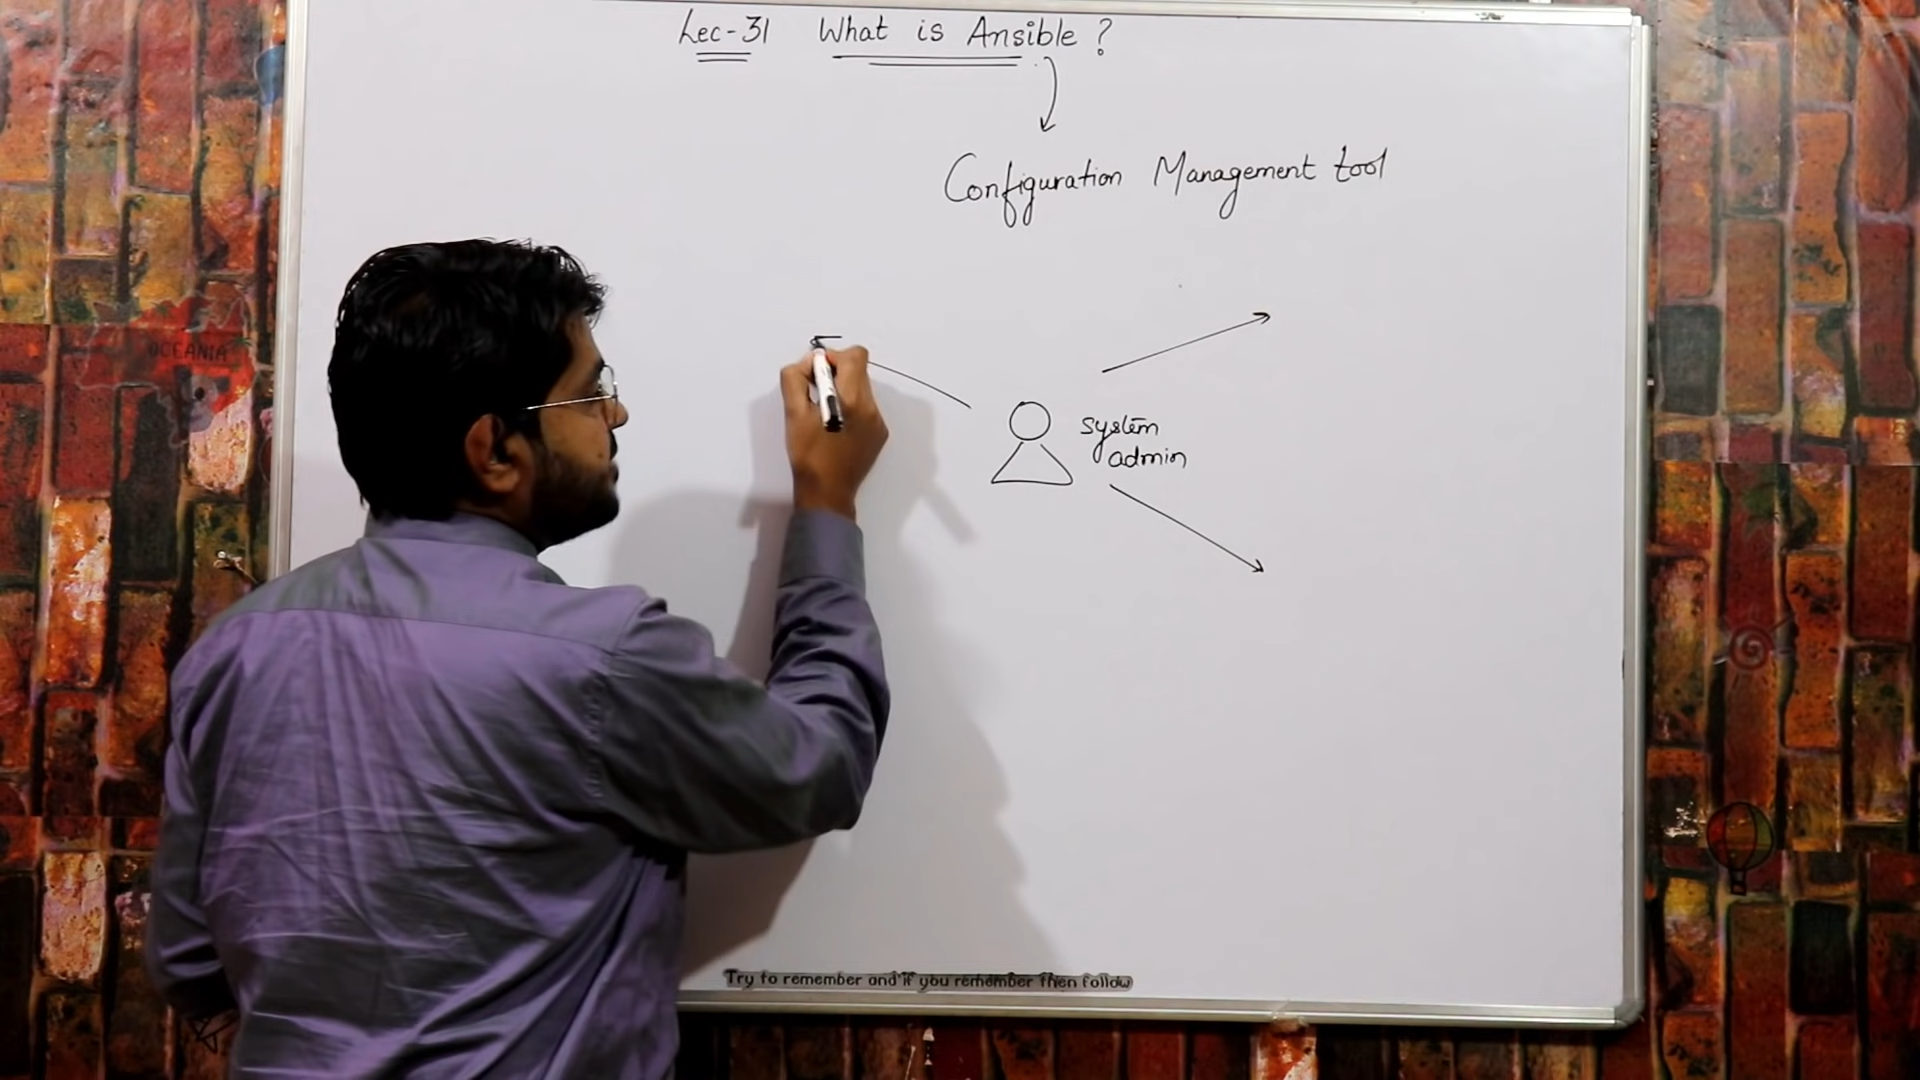 Lec-31 What is Ansible ?
Configuration Management tool
system
admin
OCEANIA
Try to remember and if you remember then follow